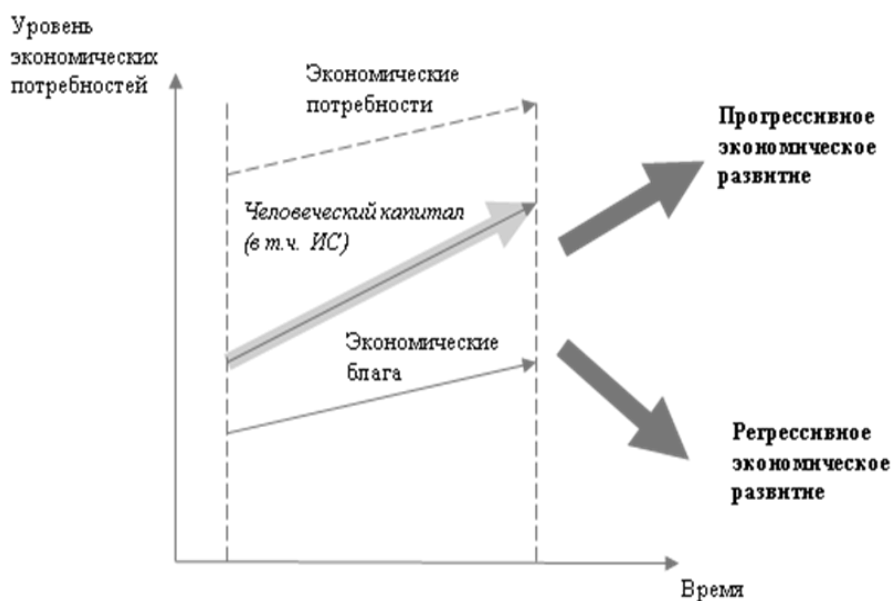 Уровень
экономических
потребностей
Экономические
потребности
Прогрессивное
экономическое
развитие
Человеческий капитал
(в т.ч. ИС)
Экономические
блага
Регрессивное
экономическое
развитие
Время